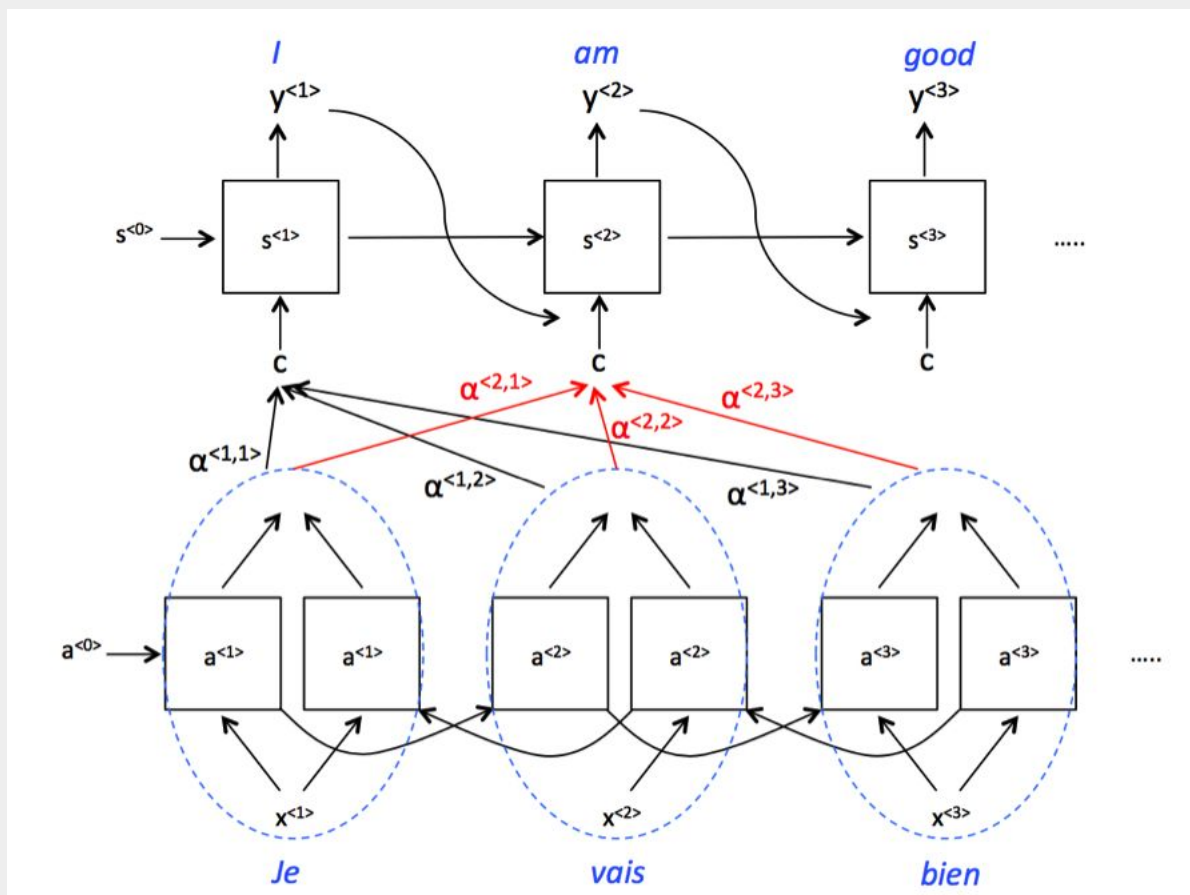 I am good
y<1> y<2> y<3>
s<0> s<1> s<2> s<3> .....
c c c
α<2,1> α<2,3>
α<2,2>
α<1,1> α<1,2> α<1,3>
a<0> a<1> a<1> a<2> a<2> a<3> a<3> .....
x<1> x<2> x<3>
Je vais bien